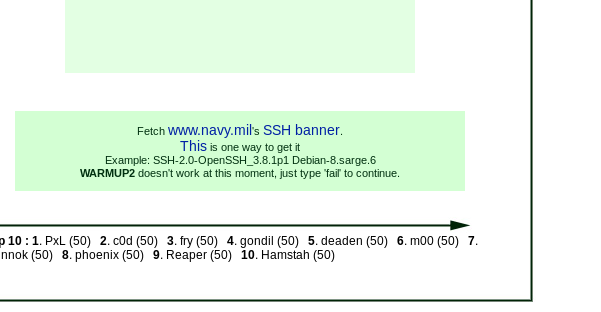 Fetch www.navy.mil's SSH banner.
This is one way to get it
Example: SSH-2.0-OpenSSH_3.8.1p1 Debian-8.sarge.6
WARMUP2 doesn't work at this moment, just type 'fail' to continue.
p 10 : 1. PxL (50) 2. c0d (50) 3. fry (50) 4. gondil (50) 5. deaden (50) 6. m00 (50) 7.
nnok (50) 8. phoenix (50) 9. Reaper (50) 10. Hamstah (50)